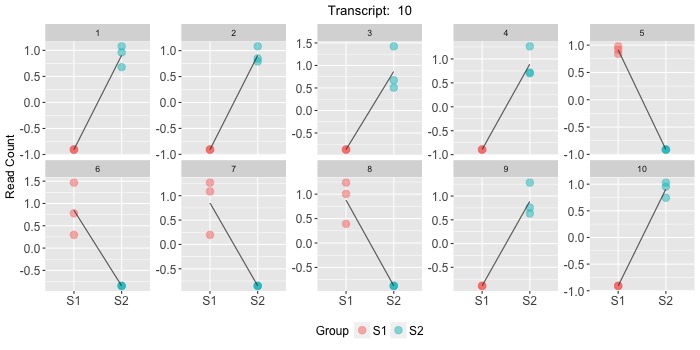 Transcript: 10
1 2 3 4 5
1.0 1.0 1.5 1.0 1.0
0.5 0.5 1.0 0.5 0.5
0.0 0.0 0.5 0.0 0.0
-0.5 -0.5 0.0 -0.5 -0.5
-1.0 -1.0 -0.5 -1.0 -1.0
Read Count
6 7 8 9 10
1.5 1.0 1.0 1.0 1.0
1.0 0.5 0.5 0.5 0.5
0.5 0.0 0.0 0.0 0.0
0.0 -0.5 -0.5 -0.5 -0.5
-0.5 -1.0
S1 S2 S1 S2 S1 S2 S1 S2 S1 S2
Group S1 S2